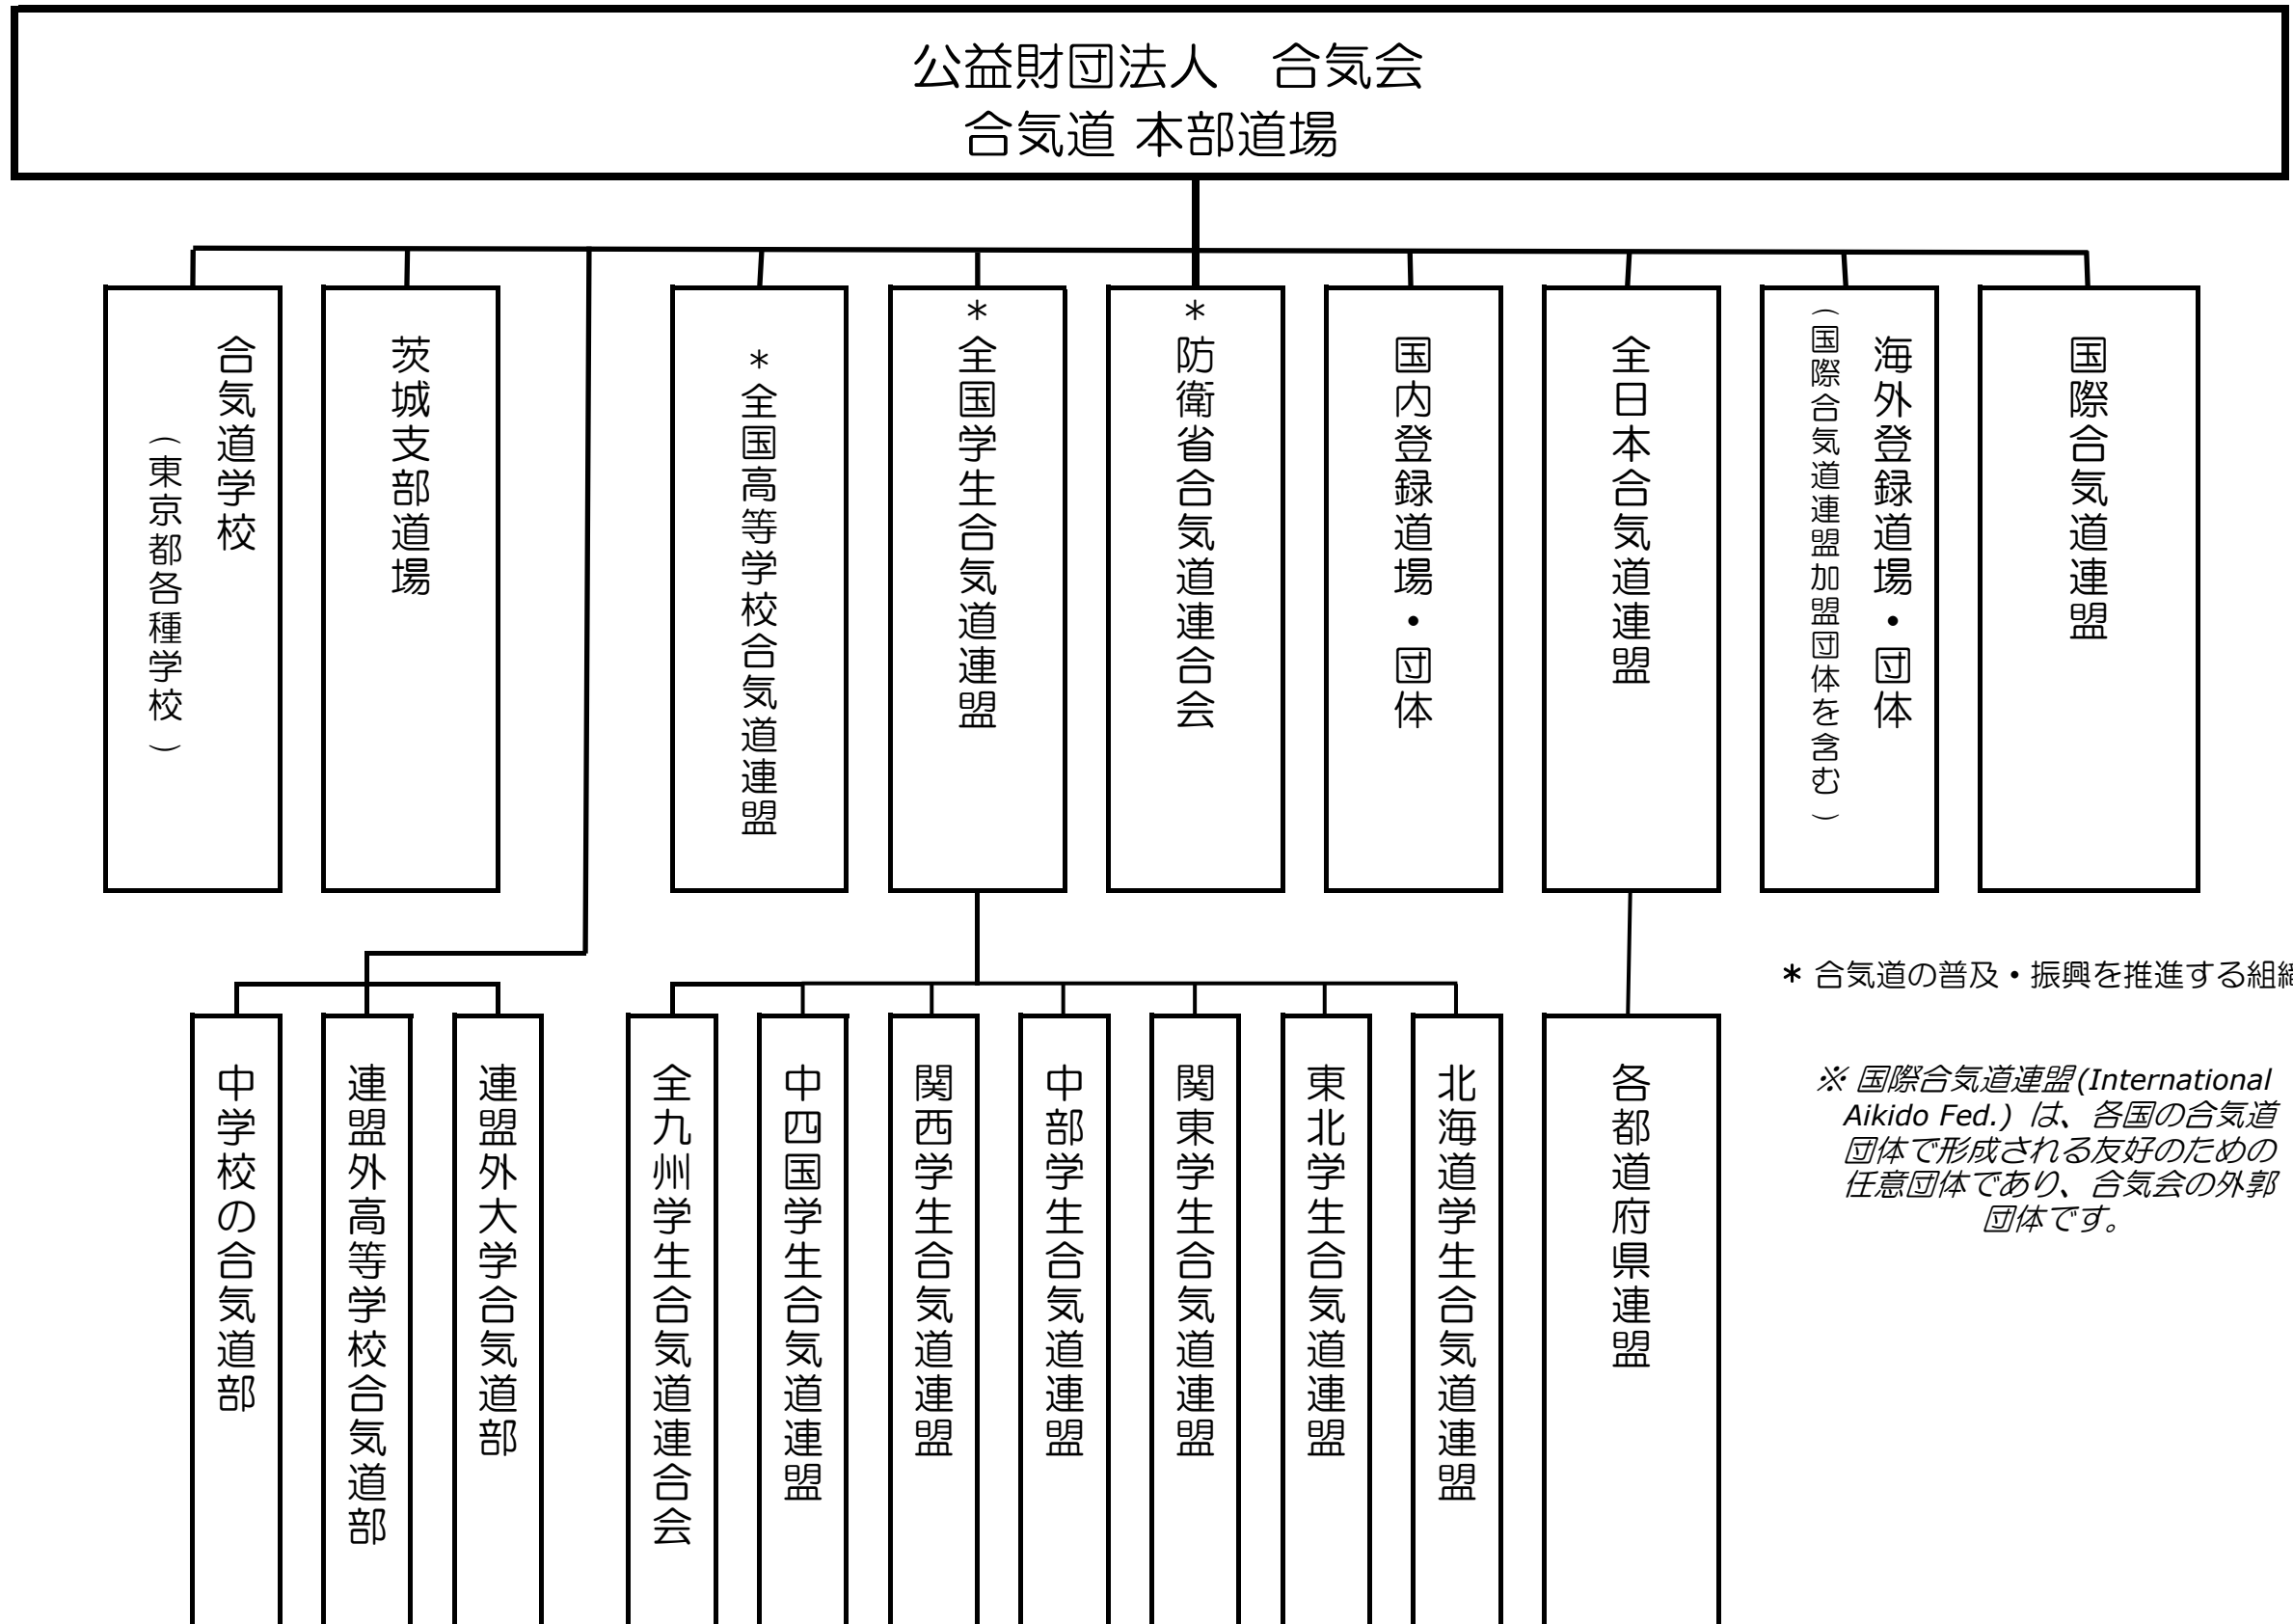 公益財団法人　合気会
合気道 本部道場
合気道学校
（東京都各種学校）
茨城支部道場
＊全国高等学校合気道連盟
＊全国学生合気道連盟
＊防衛省合気道連合会
国内登録道場・団体
全日本合気道連盟
海外登録道場・団体
（国際合気道連盟加盟団体を含む）
国際合気道連盟
* 合気道の普及・振興を推進する組織
中学校の合気道部
連盟外高等学校合気道部
連盟外大学合気道部
全九州学生合気道連合会
中四国学生合気道連盟
関西学生合気道連盟
中部学生合気道連盟
関東学生合気道連盟
東北学生合気道連盟
北海道学生合気道連盟
各都道府県連盟
※ 国際合気道連盟(International
Aikido Fed.）は、各国の合気道
団体で形成される友好のための
任意団体であり、合気会の外郭
団体です。